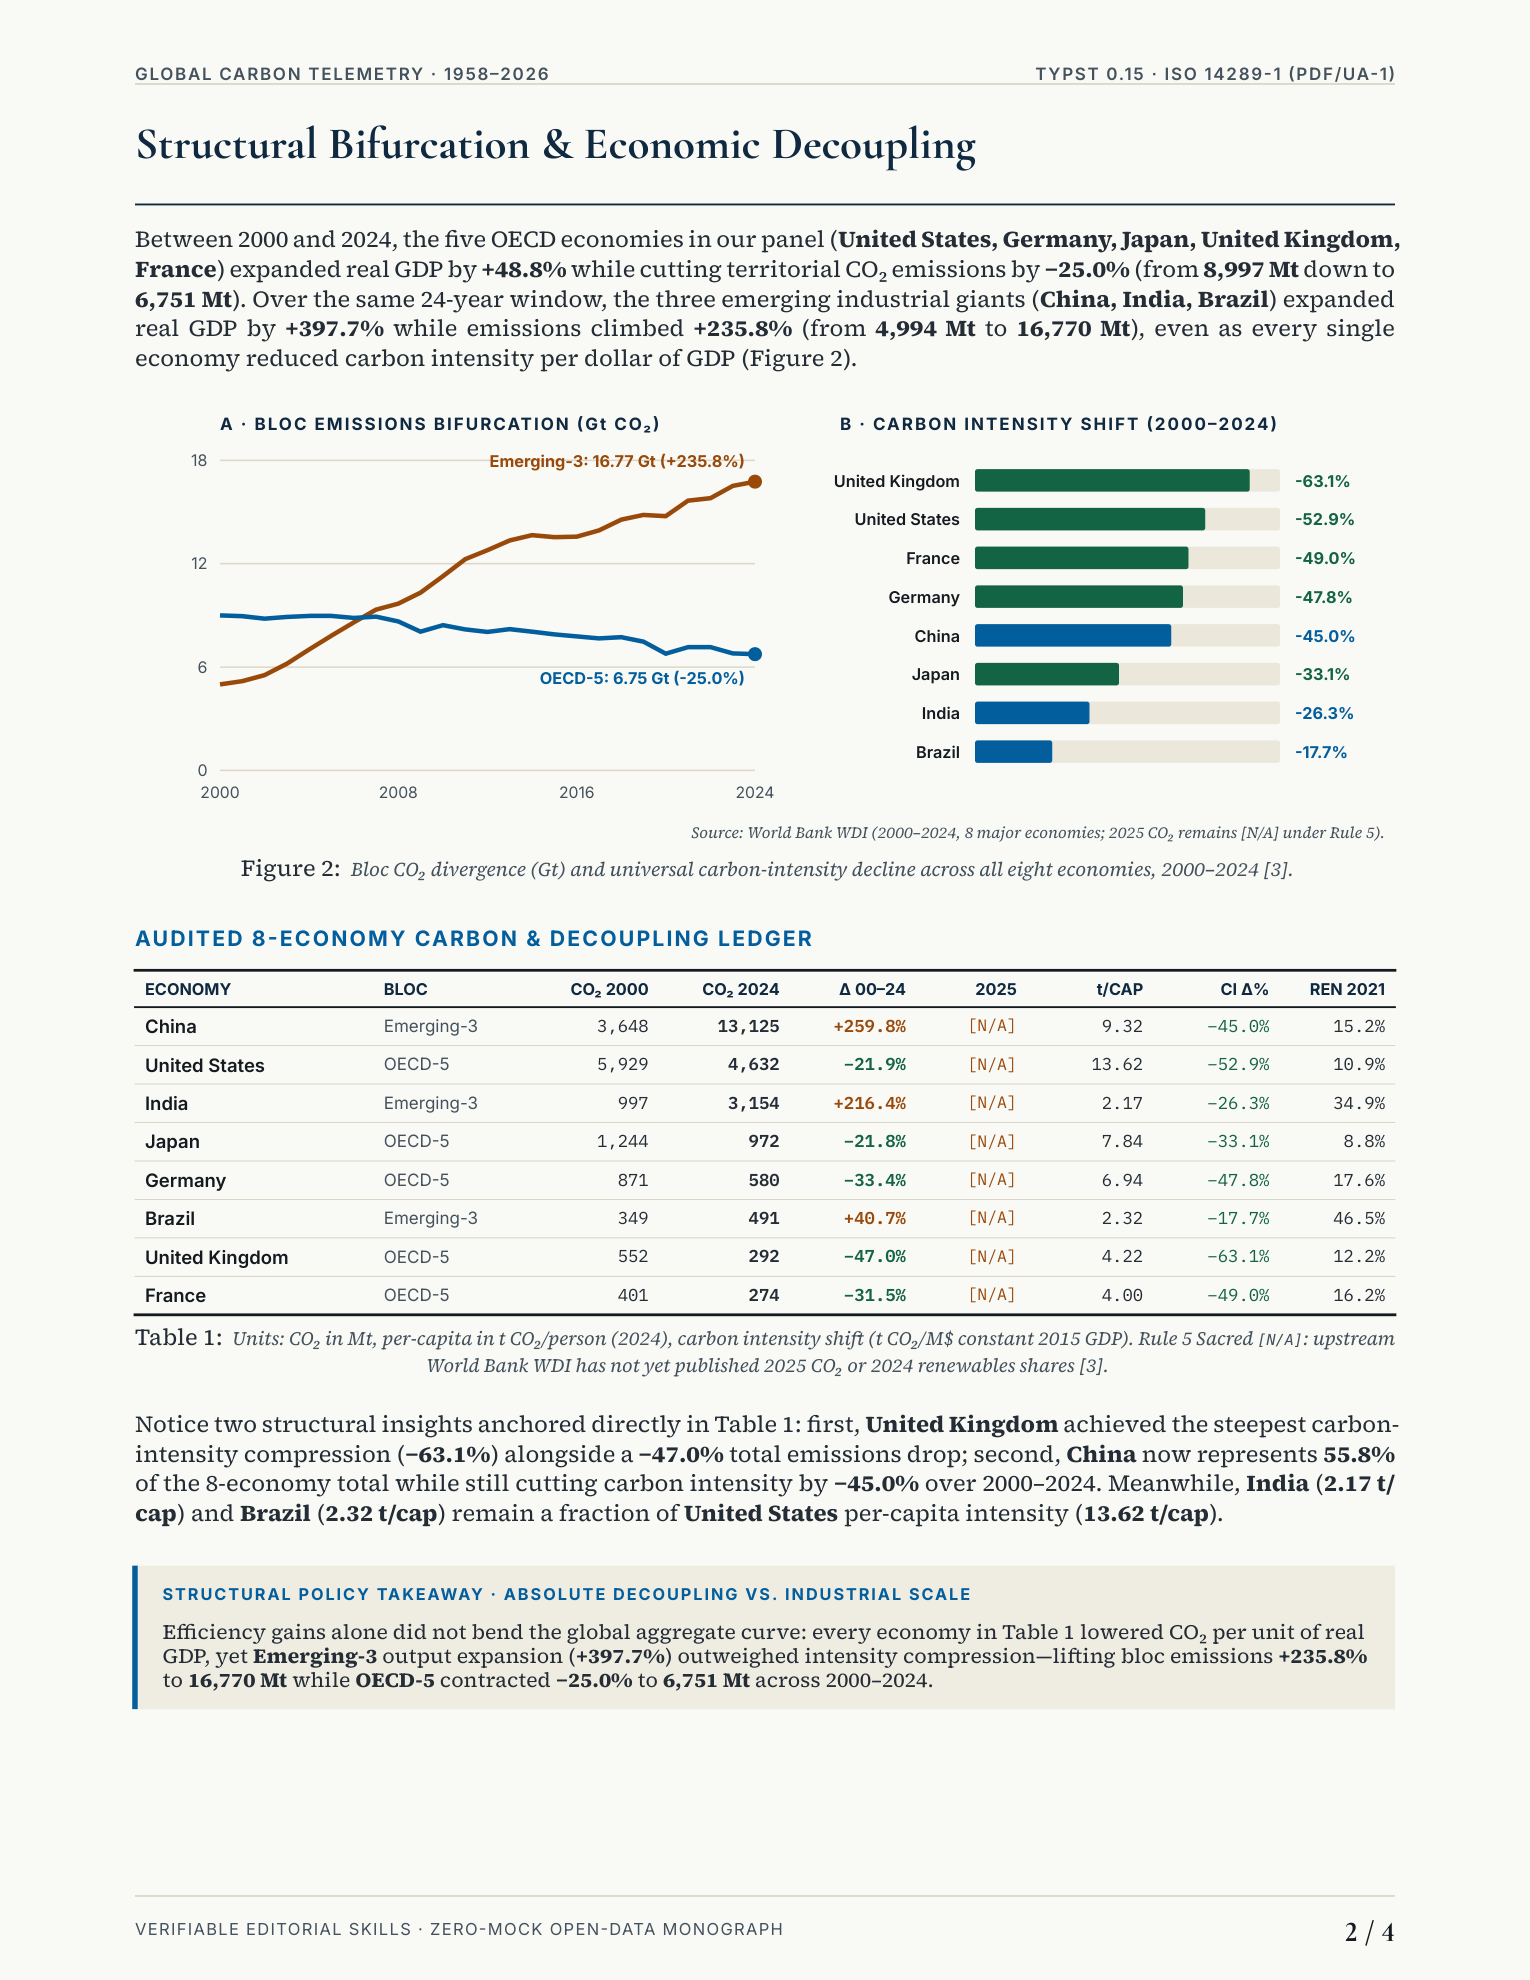 GLOBAL CARBON TELEMETRY · 1958–2026
TYPST 0.15 · ISO 14289-1 (PDF/UA-1)
Structural Bifurcation & Economic Decoupling
Between 2000 and 2024, the five OECD economies in our panel (United States, Germany, Japan, United Kingdom,
France) expanded real GDP by +48.8% while cutting territorial CO₂ emissions by −25.0% (from 8,997 Mt down to
6,751 Mt). Over the same 24-year window, the three emerging industrial giants (China, India, Brazil) expanded
real GDP by +397.7% while emissions climbed +235.8% (from 4,994 Mt to 16,770 Mt), even as every single
economy reduced carbon intensity per dollar of GDP (Figure 2).
A · BLOC EMISSIONS BIFURCATION (Gt CO₂)
18
Emerging-3: 16.77 Gt (+235.8%)
12
6
OECD-5: 6.75 Gt (-25.0%)
0
2000 2008 2016 2024
B · CARBON INTENSITY SHIFT (2000–2024)
United Kingdom -63.1%
United States -52.9%
France -49.0%
Germany -47.8%
China -45.0%
Japan -33.1%
India -26.3%
Brazil -17.7%
Source: World Bank WDI (2000–2024, 8 major economies; 2025 CO₂ remains [N/A] under Rule 5).
Figure 2: Bloc CO₂ divergence (Gt) and universal carbon-intensity decline across all eight economies, 2000–2024 [3].
AUDITED 8-ECONOMY CARBON & DECOUPLING LEDGER
ECONOMY BLOC CO₂ 2000 CO₂ 2024 Δ 00–24 2025 t/CAP CI Δ% REN 2021
China Emerging-3 3,648 13,125 +259.8% [N/A] 9.32 −45.0% 15.2%
United States OECD-5 5,929 4,632 −21.9% [N/A] 13.62 −52.9% 10.9%
India Emerging-3 997 3,154 +216.4% [N/A] 2.17 −26.3% 34.9%
Japan OECD-5 1,244 972 −21.8% [N/A] 7.84 −33.1% 8.8%
Germany OECD-5 871 580 −33.4% [N/A] 6.94 −47.8% 17.6%
Brazil Emerging-3 349 491 +40.7% [N/A] 2.32 −17.7% 46.5%
United Kingdom OECD-5 552 292 −47.0% [N/A] 4.22 −63.1% 12.2%
France OECD-5 401 274 −31.5% [N/A] 4.00 −49.0% 16.2%
Table 1: Units: CO₂ in Mt, per-capita in t CO₂/person (2024), carbon intensity shift (t CO₂/M$ constant 2015 GDP). Rule 5 Sacred [N/A]: upstream
World Bank WDI has not yet published 2025 CO₂ or 2024 renewables shares [3].
Notice two structural insights anchored directly in Table 1: first, United Kingdom achieved the steepest carbon-
intensity compression (−63.1%) alongside a −47.0% total emissions drop; second, China now represents 55.8%
of the 8-economy total while still cutting carbon intensity by −45.0% over 2000–2024. Meanwhile, India (2.17 t/
cap) and Brazil (2.32 t/cap) remain a fraction of United States per-capita intensity (13.62 t/cap).
STRUCTURAL POLICY TAKEAWAY · ABSOLUTE DECOUPLING VS. INDUSTRIAL SCALE
Efficiency gains alone did not bend the global aggregate curve: every economy in Table 1 lowered CO₂ per unit of real
GDP, yet Emerging-3 output expansion (+397.7%) outweighed intensity compression—lifting bloc emissions +235.8%
to 16,770 Mt while OECD-5 contracted −25.0% to 6,751 Mt across 2000–2024.
VERIFIABLE EDITORIAL SKILLS · ZERO-MOCK OPEN-DATA MONOGRAPH
2 / 4